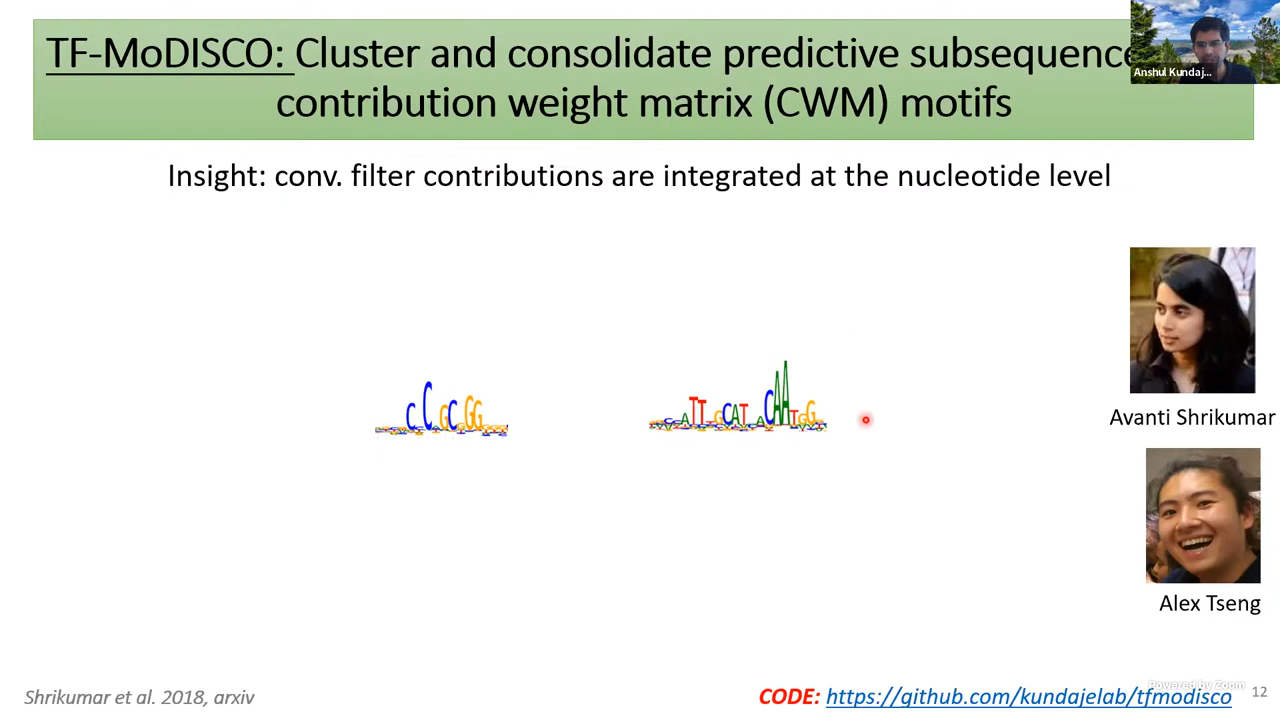 TF-MoDISCO: Cluster and consolidate predictive subsequence
contribution weight matrix (CWM) motifs
Anshul Kundaj...
Insight: conv. filter contributions are integrated at the nucleotide level
Avanti Shrikumar
Alex Tseng
Shrikumar et al. 2018, arxiv
CODE: https://github.com/kundajelab/tfmodisco
Powered by Zoom
12